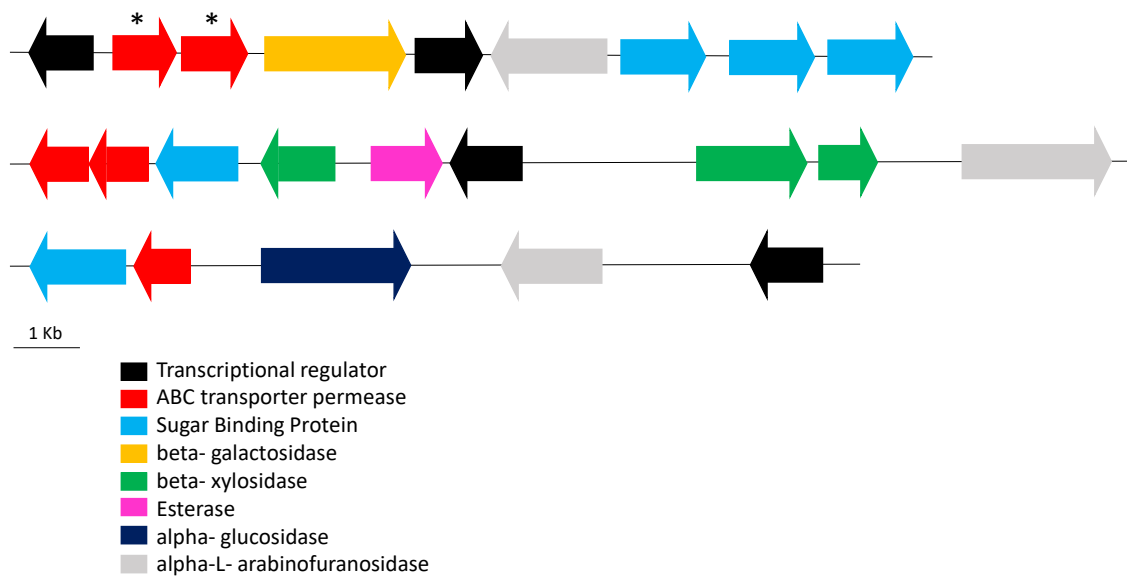 * *
1 Kb
Transcriptional regulator
ABC transporter permease
Sugar Binding Protein
beta- galactosidase
beta- xylosidase
Esterase
alpha- glucosidase
alpha-L- arabinofuranosidase